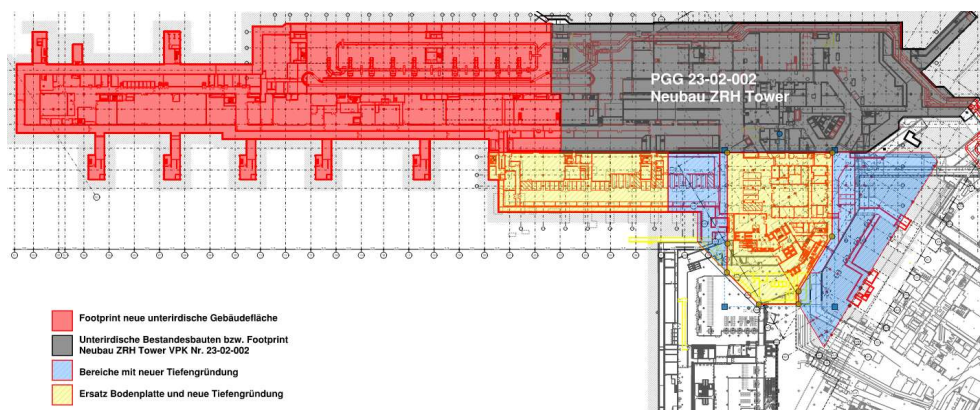 PGG 23-02-002
Neubau ZRH Tower
Footprint neue unterirdische Gebäudefläche
Unterirdische Bestandesbauten bzw. Footprint
Neubau ZRH Tower VPK Nr. 23-02-002
Bereiche mit neuer Tiefengründung
Ersatz Bodenplatte und neue Tiefengründung